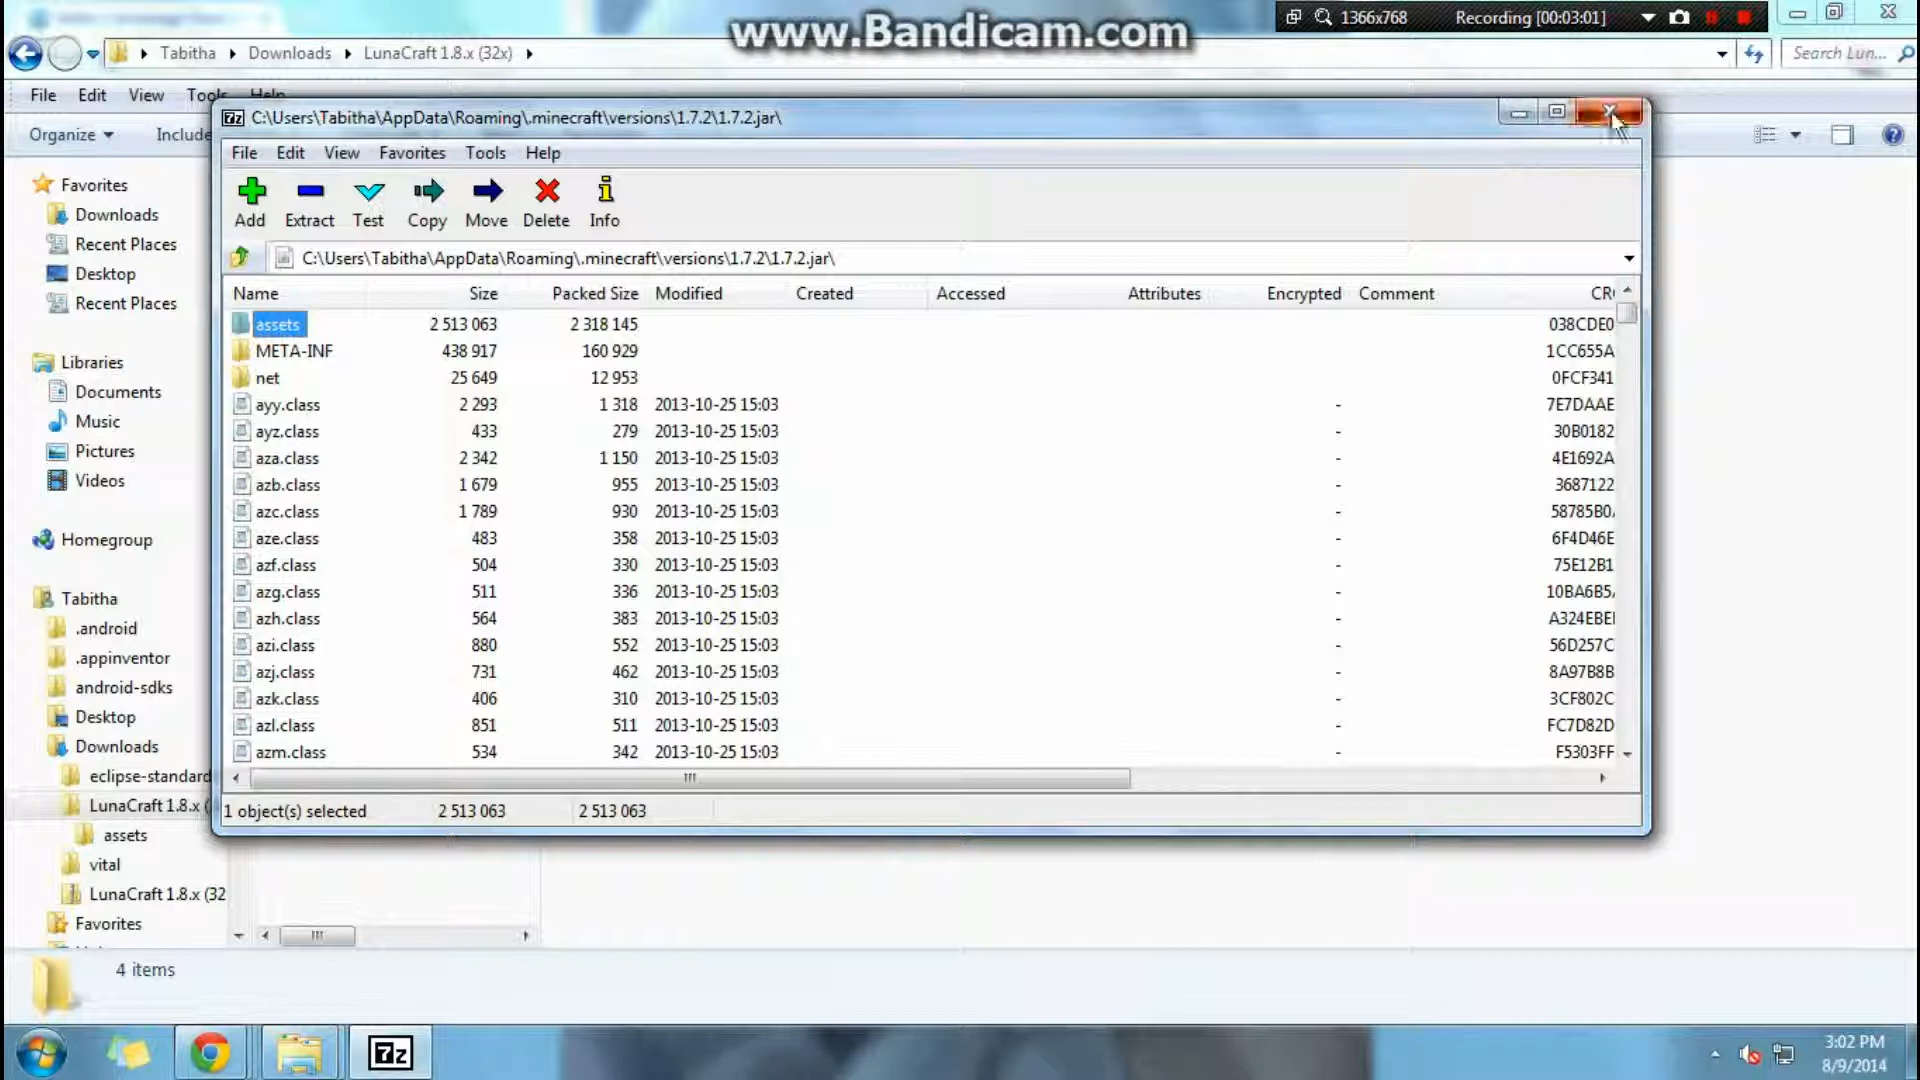 www.Bandicam.com
1366x768
Recording [00:03:01]
Tabitha
Downloads
LunaCraft 1.8.x (32x)
Search Lun...
File
Edit
View
Tools
Help
Organize
Include
C:\Users\Tabitha\AppData\Roaming\.minecraft\versions\1.7.2\1.7.2.jar\
File Edit View Favorites Tools Help
Add Extract Test Copy Move Delete Info
C:\Users\Tabitha\AppData\Roaming\.minecraft\versions\1.7.2\1.7.2.jar\
Name Size Packed Size Modified Created Accessed Attributes Encrypted Comment CR
assets 2 513 063 2 318 145 038CDE0
META-INF 438 917 160 929 1CC655A
net 25 649 12 953 0FCF341
ayy.class 2 293 1 318 2013-10-25 15:03 - 7E7DAAE
ayz.class 433 279 2013-10-25 15:03 - 30B0182
aza.class 2 342 1 150 2013-10-25 15:03 - 4E1692A
azb.class 1 679 955 2013-10-25 15:03 - 3687122
azc.class 1 789 930 2013-10-25 15:03 - 58785B0
aze.class 483 358 2013-10-25 15:03 - 6F4D46E
azf.class 504 330 2013-10-25 15:03 - 75E12B1
azg.class 511 336 2013-10-25 15:03 - 10BA6B5
azh.class 564 383 2013-10-25 15:03 - A324EBE
azi.class 880 552 2013-10-25 15:03 - 56D257C
azj.class 731 462 2013-10-25 15:03 - 8A97B8B
azk.class 406 310 2013-10-25 15:03 - 3CF802C
azl.class 851 511 2013-10-25 15:03 - FC7D82D
azm.class 534 342 2013-10-25 15:03 - F5303FF
1 object(s) selected 2 513 063 2 513 063
Favorites
Downloads
Recent Places
Desktop
Recent Places
Libraries
Documents
Music
Pictures
Videos
Homegroup
Tabitha
.android
.appinventor
android-sdks
Desktop
Downloads
eclipse-standard
LunaCraft 1.8.x (
assets
vital
LunaCraft 1.8.x (32
Favorites
4 items
7z
3:02 PM
8/9/2014